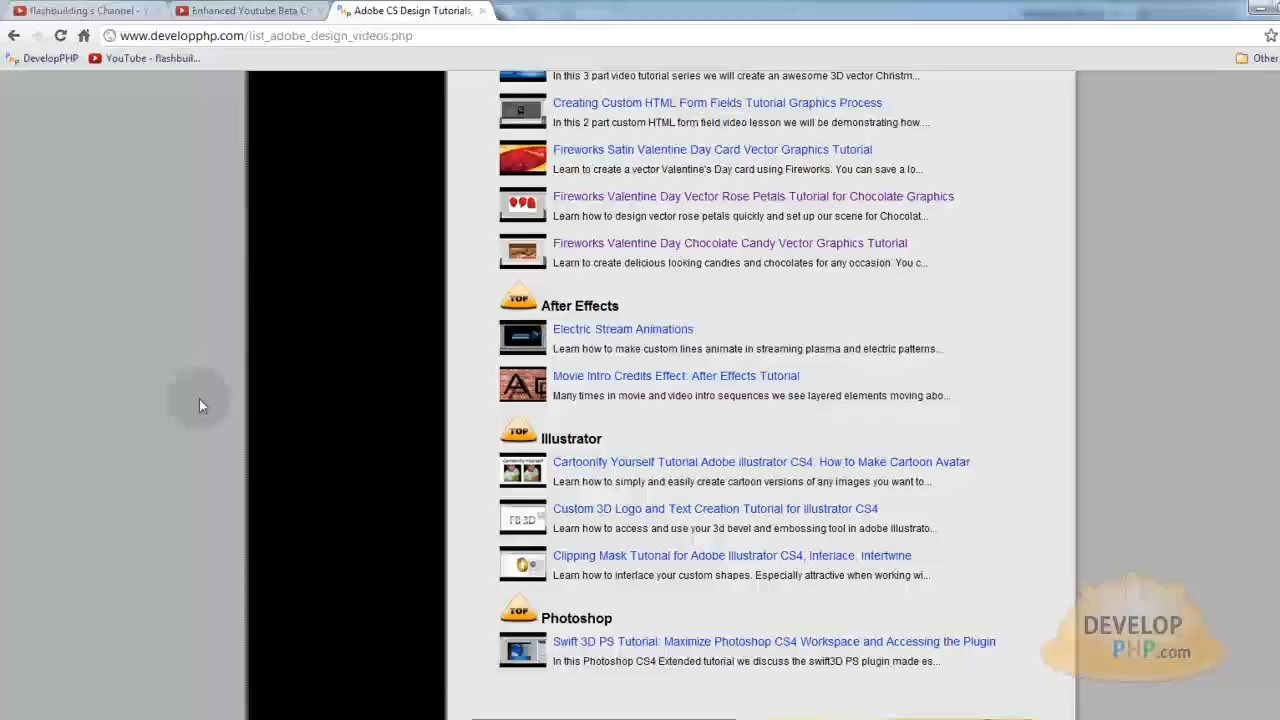 flashbuilding's Channel -
Enhanced Youtube Beta C
Adobe CS Design Tutorials,
www.developphp.com/list_adobe_design_videos.php
DevelopPHP
YouTube - flashbuil...
Other
In this 3 part video tutorial series we will create an awesome 3D vector Christm...
Creating Custom HTML Form Fields Tutorial Graphics Process
In this 2 part custom HTML form field video lesson we will be demonstrating how ...
Fireworks Satin Valentine Day Card Vector Graphics Tutorial
Learn to create a vector Valentine's Day card using Fireworks. You can save a lo...
Fireworks Valentine Day Vector Rose Petals Tutorial for Chocolate Graphics
Learn how to design vector rose petals quickly and set up our scene for Chocolat...
Fireworks Valentine Day Chocolate Candy Vector Graphics Tutorial
Learn to create delicious looking candies and chocolates for any occasion. You c...
TOP After Effects
Electric Stream Animations
Learn how to make custom lines animate in streaming plasma and electric patterns...
Movie Intro Credits Effect: After Effects Tutorial
Many times in movie and video intro sequences we see layered elements moving abo...
TOP Illustrator
Cartoonify Yourself Tutorial Adobe illustrator CS4: How to Make Cartoon Avatar
Learn how to simply and easily create cartoon versions of any images you want to...
Custom 3D Logo and Text Creation Tutorial for Illustrator CS4
Learn how to access and use your 3d bevel and embossing tool in adobe illustrato...
Clipping Mask Tutorial for Adobe Illustrator CS4, Interlace, Intertwine
Learn how to interface your custom shapes. Especially attractive when working wi...
TOP Photoshop
Swift 3D PS Tutorial: Maximize Photoshop CS4 Workspace and Accessing the Plugin
In this Photoshop CS4 Extended tutorial we discuss the swift3D PS plugin made es...
DEVELOP
PHP.com